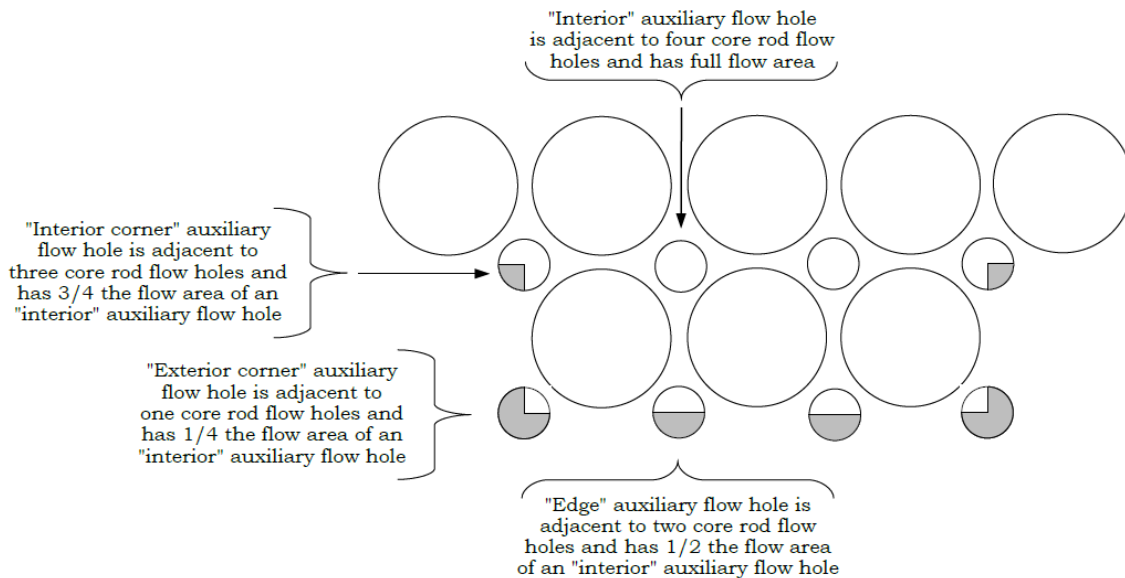 "Interior" auxiliary flow hole
is adjacent to four core rod flow
holes and has full flow area
"Interior corner" auxiliary
flow hole is adjacent to
three core rod flow holes and
has 3/4 the flow area of an
"interior" auxiliary flow hole
"Exterior corner" auxiliary
flow hole is adjacent to
one core rod flow holes and
has 1/4 the flow area of an
"interior" auxiliary flow hole
"Edge" auxiliary flow hole is
adjacent to two core rod flow
holes and has 1/2 the flow area
of an "interior" auxiliary flow hole